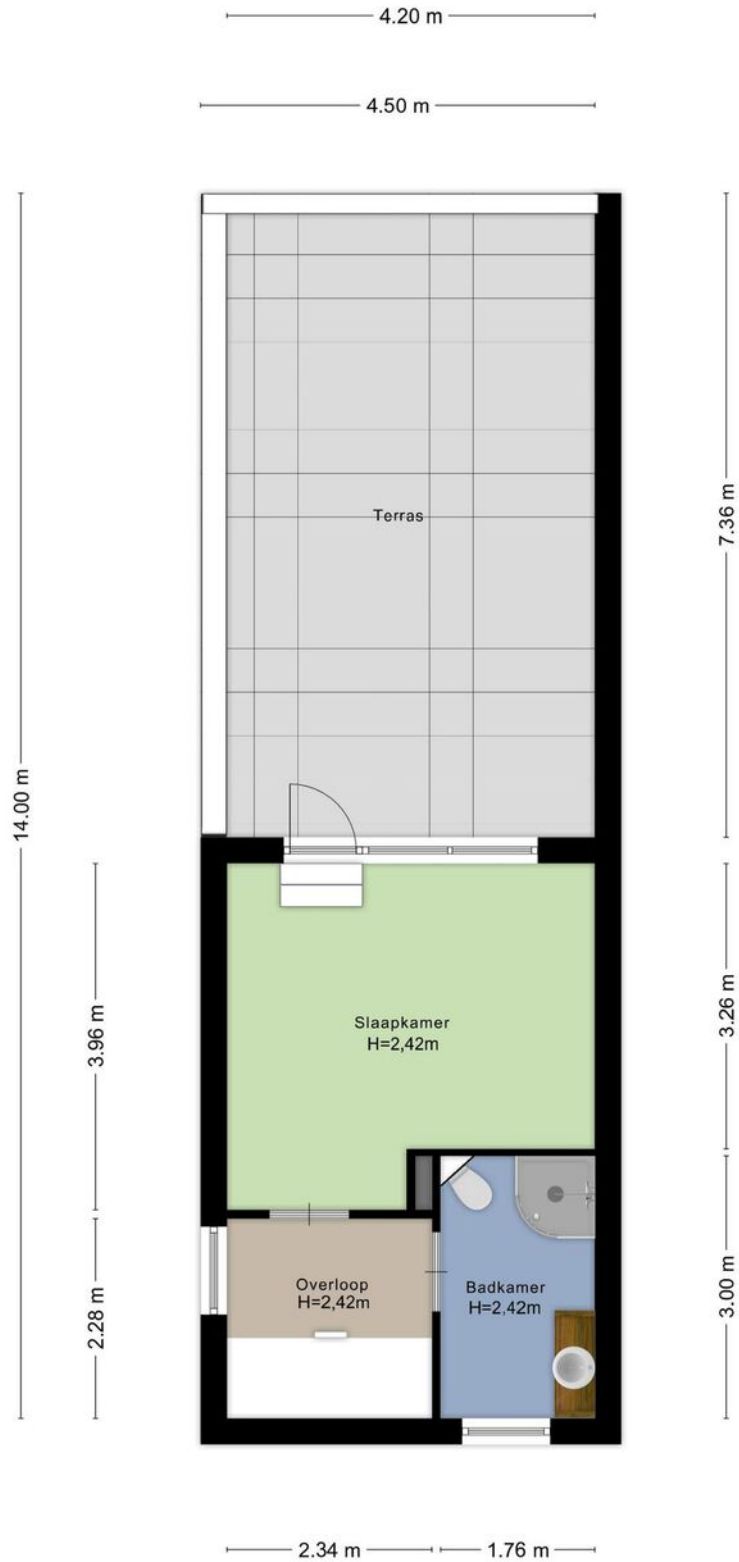 4.20 m
4.50 m
7.36 m
Terras
14.00 m
3.96 m
Slaapkamer
H=2,42m
3.26 m
2.28 m
Overloop
H=2,42m
Badkamer
H=2,42m
3.00 m
2.34 m
1.76 m